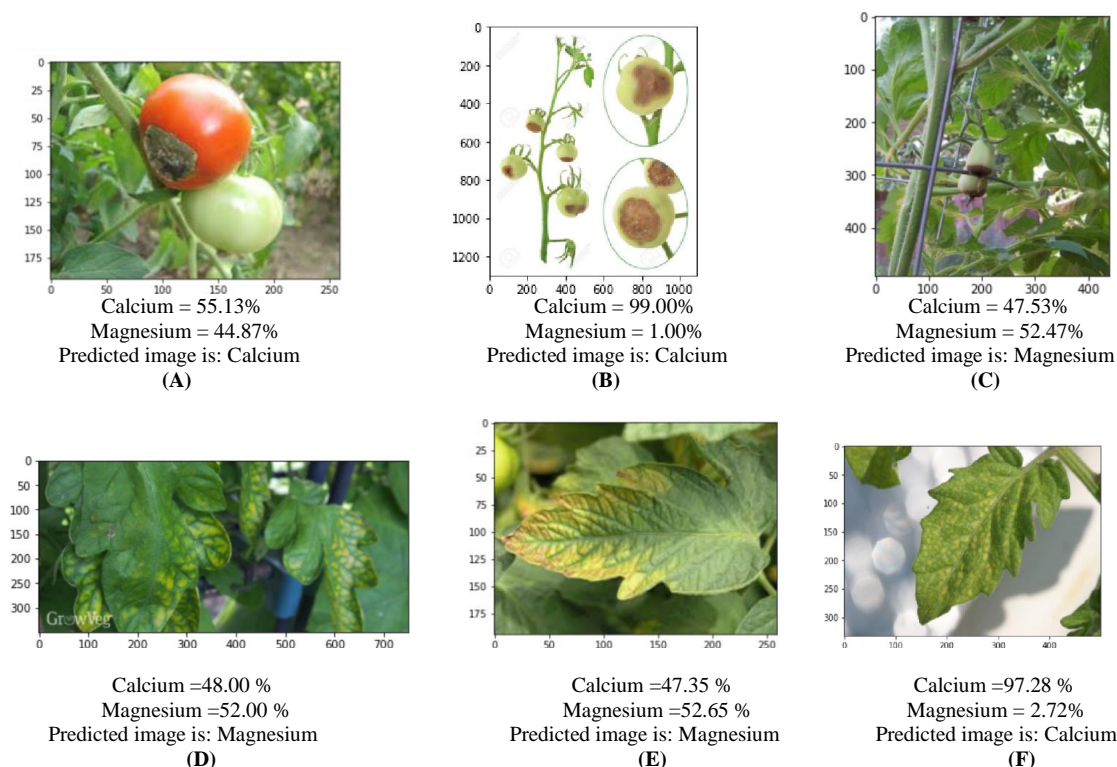 0
25
50
75
100
125
150
175
0 50 100 150 200 250
Calcium = 55.13%
Magnesium = 44.87%
Predicted image is: Calcium
(A)
0
200
400
600
800
1000
1200
0 200 400 600 800 1000
Calcium = 99.00%
Magnesium = 1.00%
Predicted image is: Calcium
(B)
0
100
200
300
400
0 100 200 300 400
Calcium = 47.53%
Magnesium = 52.47%
Predicted image is: Magnesium
(C)
0
50
100
150
200
250
300
GrowVeg
0 100 200 300 400 500 600 700
Calcium =48.00 %
Magnesium =52.00 %
Predicted image is: Magnesium
(D)
0
25
50
75
100
125
150
175
0 50 100 150 200 250
Calcium =47.35 %
Magnesium =52.65 %
Predicted image is: Magnesium
(E)
0
50
100
150
200
250
300
0 100 200 300 400
Calcium =97.28 %
Magnesium = 2.72%
Predicted image is: Calcium
(F)